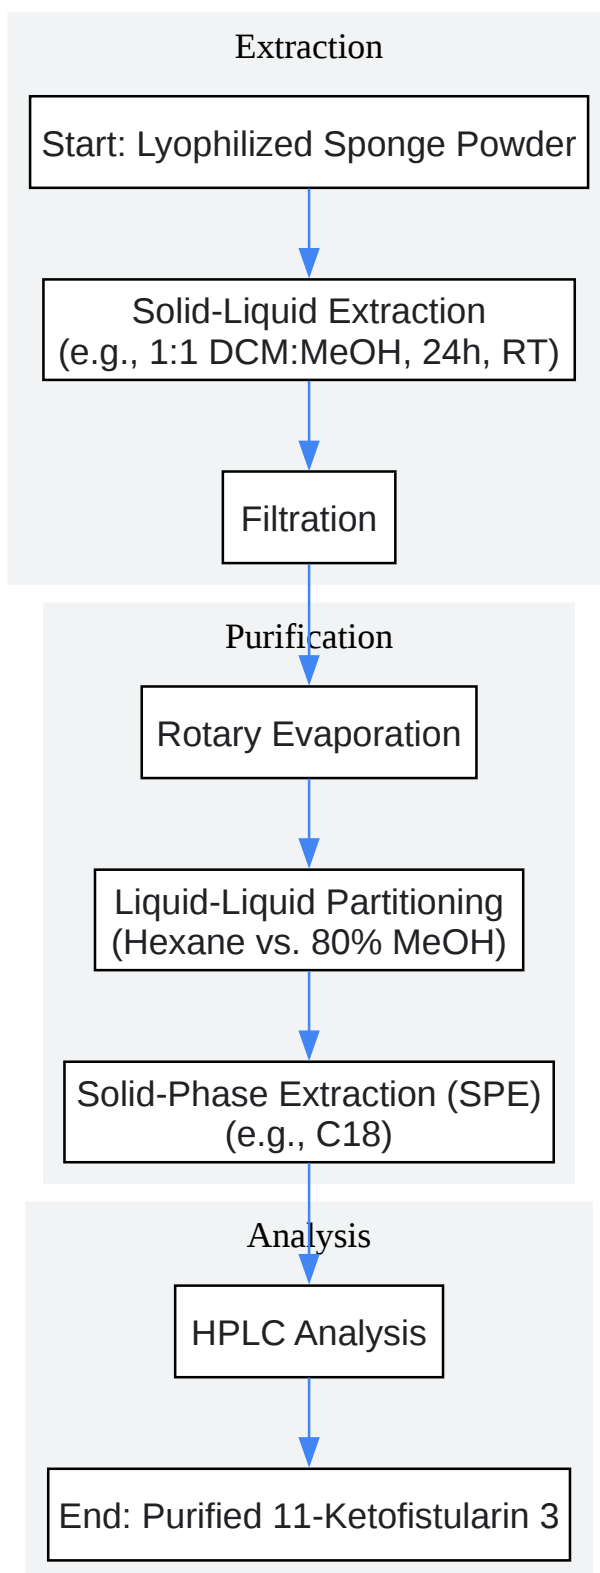 Extraction
Start: Lyophilized Sponge Powder
Solid-Liquid Extraction
(e.g., 1:1 DCM:MeOH, 24h, RT)
Filtration
Purification
Rotary Evaporation
Liquid-Liquid Partitioning
(Hexane vs. 80% MeOH)
Solid-Phase Extraction (SPE)
(e.g., C18)
Analysis
HPLC Analysis
End: Purified 11-Ketofistularin 3